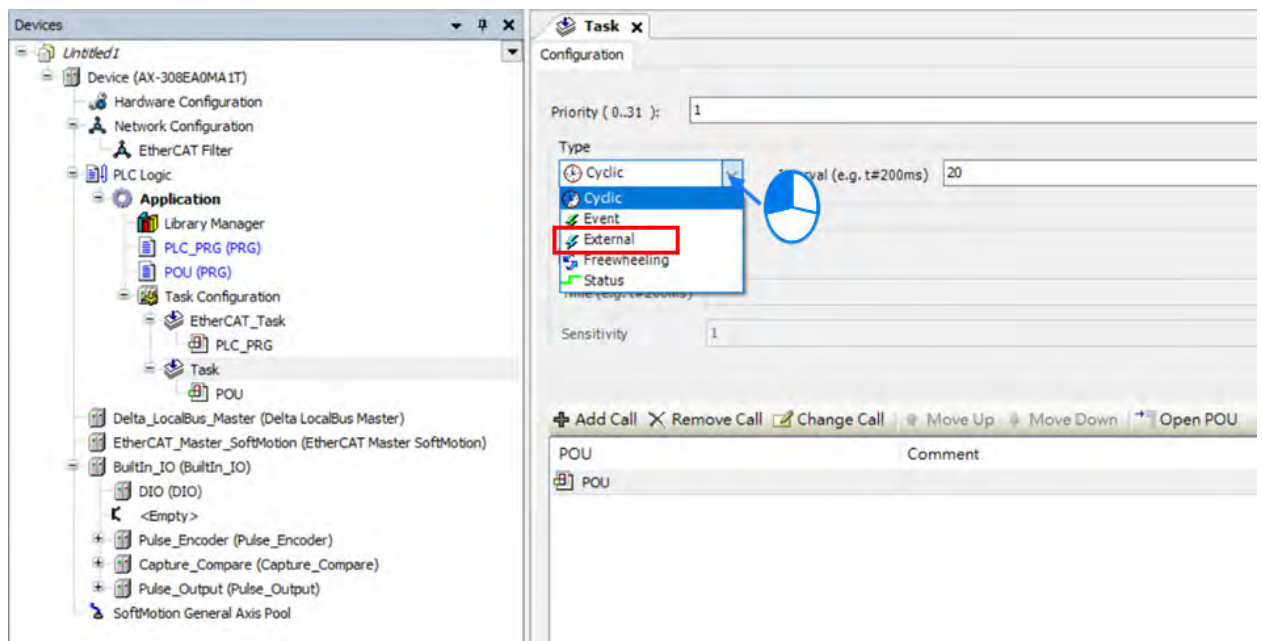 Devices
Untitled1
Device (AX-308EA0MA1T)
Hardware Configuration
Network Configuration
EtherCAT Filter
PLC Logic
Application
Library Manager
PLC_PRG (PRG)
POU (PRG)
Task Configuration
EtherCAT_Task
PLC_PRG
Task
POU
Delta_LocalBus_Master (Delta LocalBus Master)
EtherCAT_Master_SoftMotion (EtherCAT Master SoftMotion)
BuiltIn_IO (BuiltIn_IO)
DIO (DIO)
<Empty>
Pulse_Encoder (Pulse_Encoder)
Capture_Compare (Capture_Compare)
Pulse_Output (Pulse_Output)
SoftMotion General Axis Pool
Task
Configuration
Priority ( 0..31 ): 1
Type
Cyclic (e.g. t#200ms) 20
Cyclic
Event
External
Freewheeling
Status
Sensitivity 1
Add Call Remove Call Change Call Move Up Move Down Open POU
POU Comment
POU